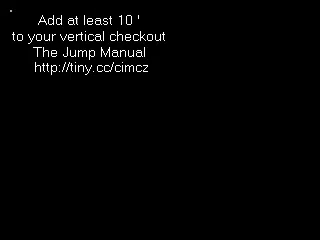 Add at least 10 '
to your vertical checkout
The Jump Manual
http://tiny.cc/cimcz